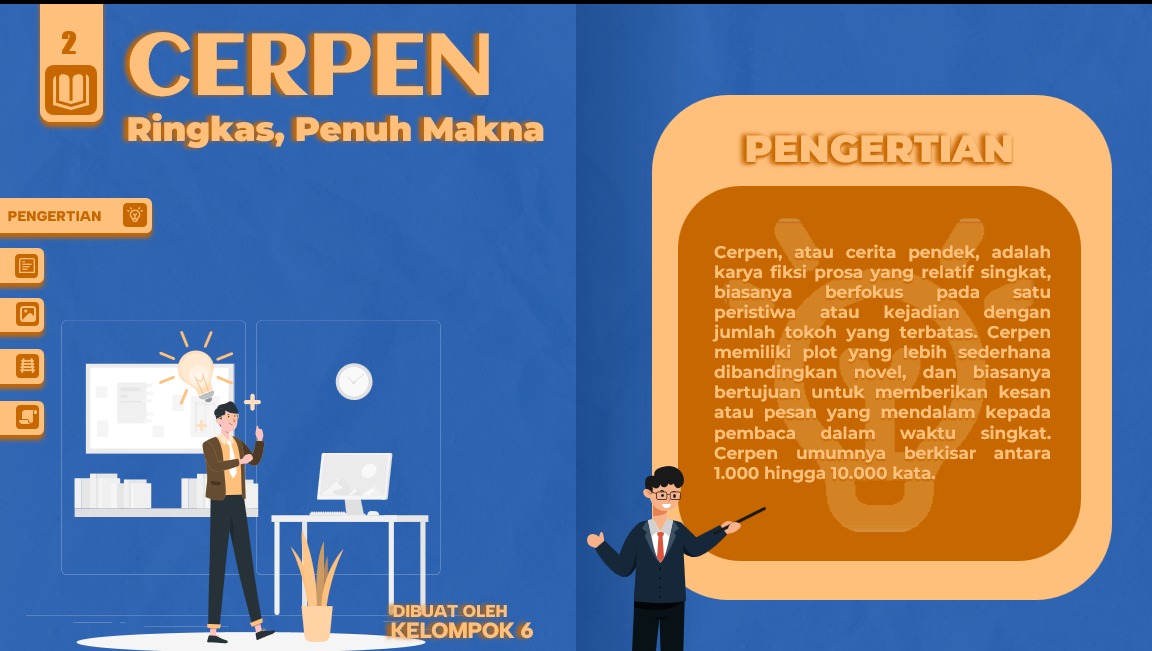 2
CERPEN
Ringkas, Penuh Makna
PENGERTIAN
DIBUAT OLEH
KELOMPOK 6
PENGERTIAN
Cerpen, atau cerita pendek, adalah
karya fiksi prosa yang relatif singkat,
biasanya berfokus pada satu
peristiwa atau kejadian dengan
jumlah tokoh yang terbatas. Cerpen
memiliki plot yang lebih sederhana
dibandingkan novel, dan biasanya
bertujuan untuk memberikan kesan
atau pesan yang mendalam kepada
pembaca dalam waktu singkat.
Cerpen umumnya berkisar antara
1.000 hingga 10.000 kata.